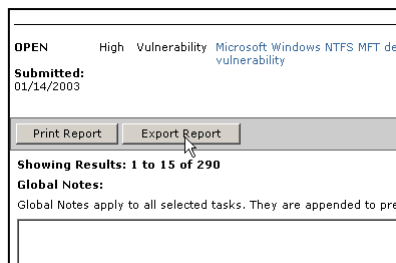 OPEN High Vulnerability Microsoft Windows NTFS MFT de
vulnerability
Submitted:
01/14/2003
Print Report Export Report
Showing Results: 1 to 15 of 290
Global Notes:
Global Notes apply to all selected tasks. They are appended to pre